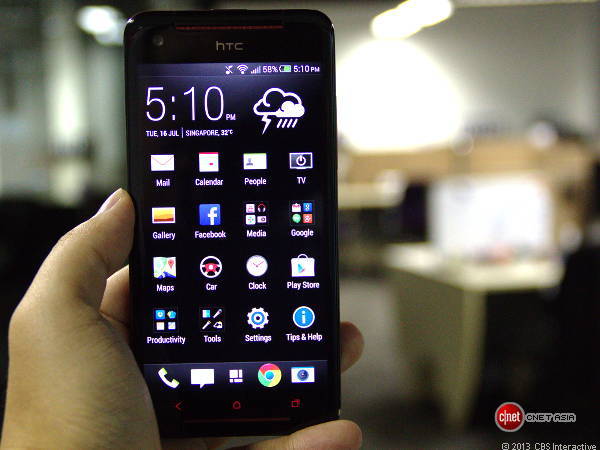 hTC
58% 5:10 PM
5:10 PM
TUE, 16 JUL | SINGAPORE, 32°C
Mail Calendar People TV
Gallery Facebook Media Google
Maps Car Clock Play Store
Productivity Tools Settings Tips & Help
c|net CNET ASIA
© 2013 CBS Interactive